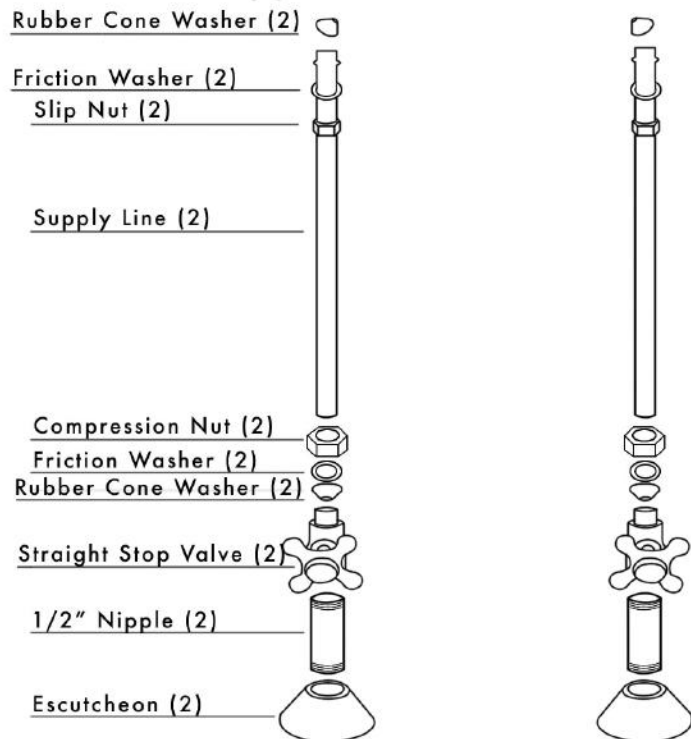 Rubber Cone Washer (2)
Friction Washer (2)
Slip Nut (2)
Supply Line (2)
Compression Nut (2)
Friction Washer (2)
Rubber Cone Washer (2)
Straight Stop Valve (2)
1/2” Nipple (2)
Escutcheon (2)